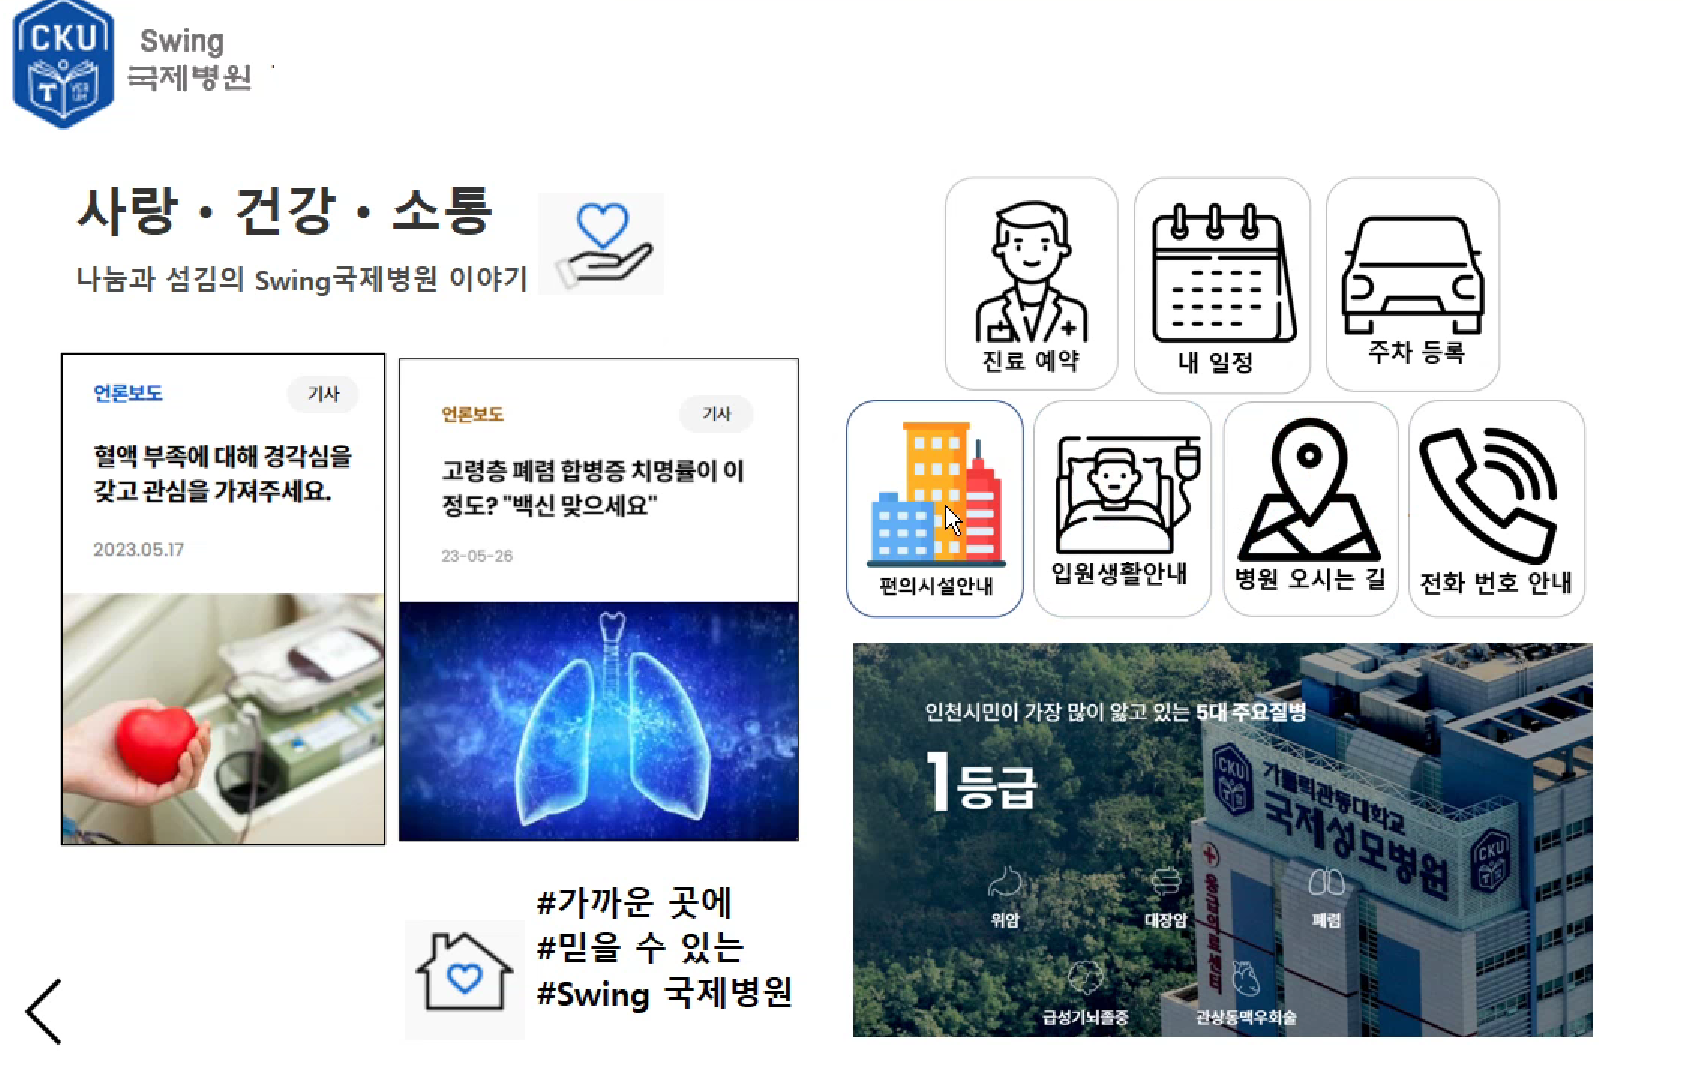 CKU
T
Swing
국제병원
사랑 • 건강 • 소통
나눔과 섬김의 Swing국제병원 이야기
언론보도
기사
혈액 부족에 대해 경각심을
갖고 관심을 가져주세요.
2023.05.17
언론보도
기사
고령층 폐렴 합병증 치명률이 이
정도? "백신 맞으세요"
23-05-26
#가까운 곳에
#믿을 수 있는
#Swing 국제병원
진료 예약
내 일정
주차 등록
편의시설안내
입원생활안내
병원 오시는 길
전화 번호 안내
인천시민이 가장 많이 앓고 있는 5대 주요질병
1등급
위암
대장암
폐렴
급성기뇌졸중
관상동맥우회술
CKU
가톨릭관동대학교
국제성모병원
CKU
응급의료센터